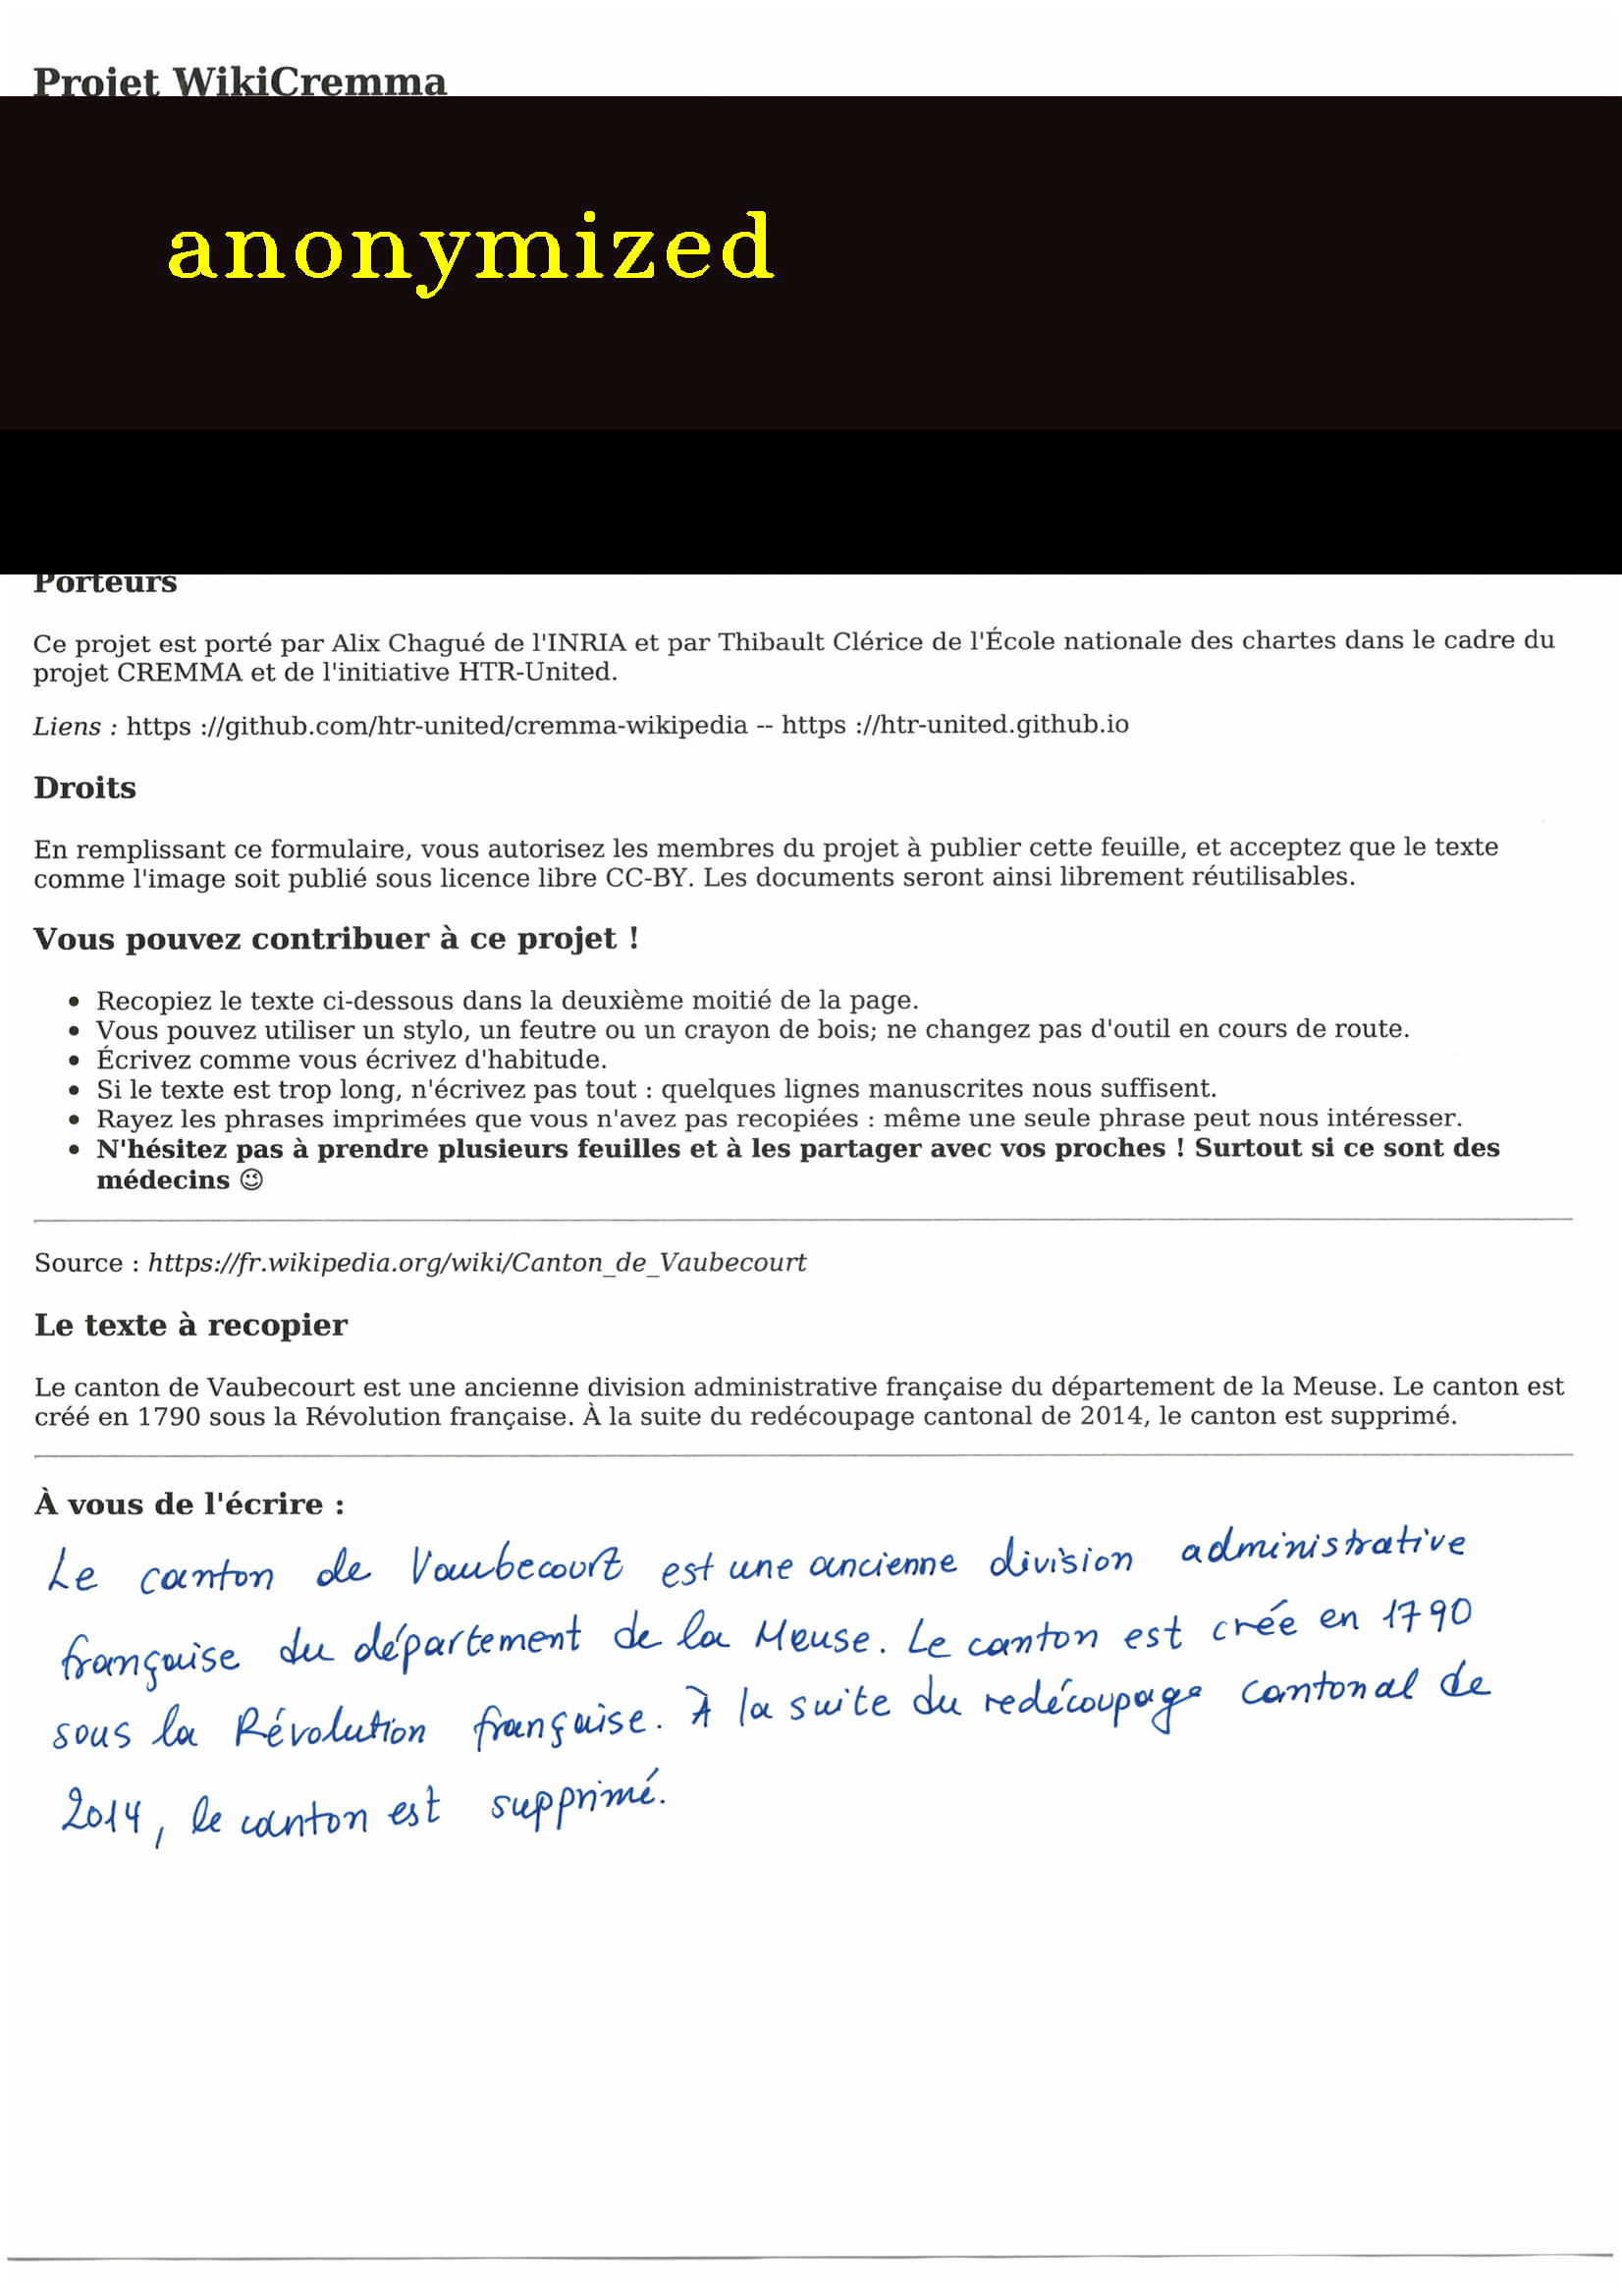 Projet WikiCremma
anonymized
Porteurs
Ce projet est porté par Alix Chagué de l'INRIA et par Thibault Clérice de l'École nationale des chartes dans le cadre du
projet CREMMA et de l'initiative HTR-United.
Liens : https ://github.com/htr-united/cremma-wikipedia -- https ://htr-united.github.io
Droits
En remplissant ce formulaire, vous autorisez les membres du projet à publier cette feuille, et acceptez que le texte
comme l'image soit publié sous licence libre CC-BY. Les documents seront ainsi librement réutilisables.
Vous pouvez contribuer à ce projet !
• Recopiez le texte ci-dessous dans la deuxième moitié de la page.
• Vous pouvez utiliser un stylo, un feutre ou un crayon de bois; ne changez pas d'outil en cours de route.
• Écrivez comme vous écrivez d'habitude.
• Si le texte est trop long, n'écrivez pas tout : quelques lignes manuscrites nous suffisent.
• Rayez les phrases imprimées que vous n'avez pas recopiées : même une seule phrase peut nous intéresser.
• N'hésitez pas à prendre plusieurs feuilles et à les partager avec vos proches ! Surtout si ce sont des
médecins 😉
Source : https://fr.wikipedia.org/wiki/Canton_de_Vaubecourt
Le texte à recopier
Le canton de Vaubecourt est une ancienne division administrative française du département de la Meuse. Le canton est
créé en 1790 sous la Révolution française. À la suite du redécoupage cantonal de 2014, le canton est supprimé.
À vous de l'écrire :
Le canton de Vaubecourt est une ancienne division administrative
française du département de la Meuse. Le canton est créé en 1790
sous la Révolution française. À la suite du redécoupage cantonal de
2014, le canton est supprimé.